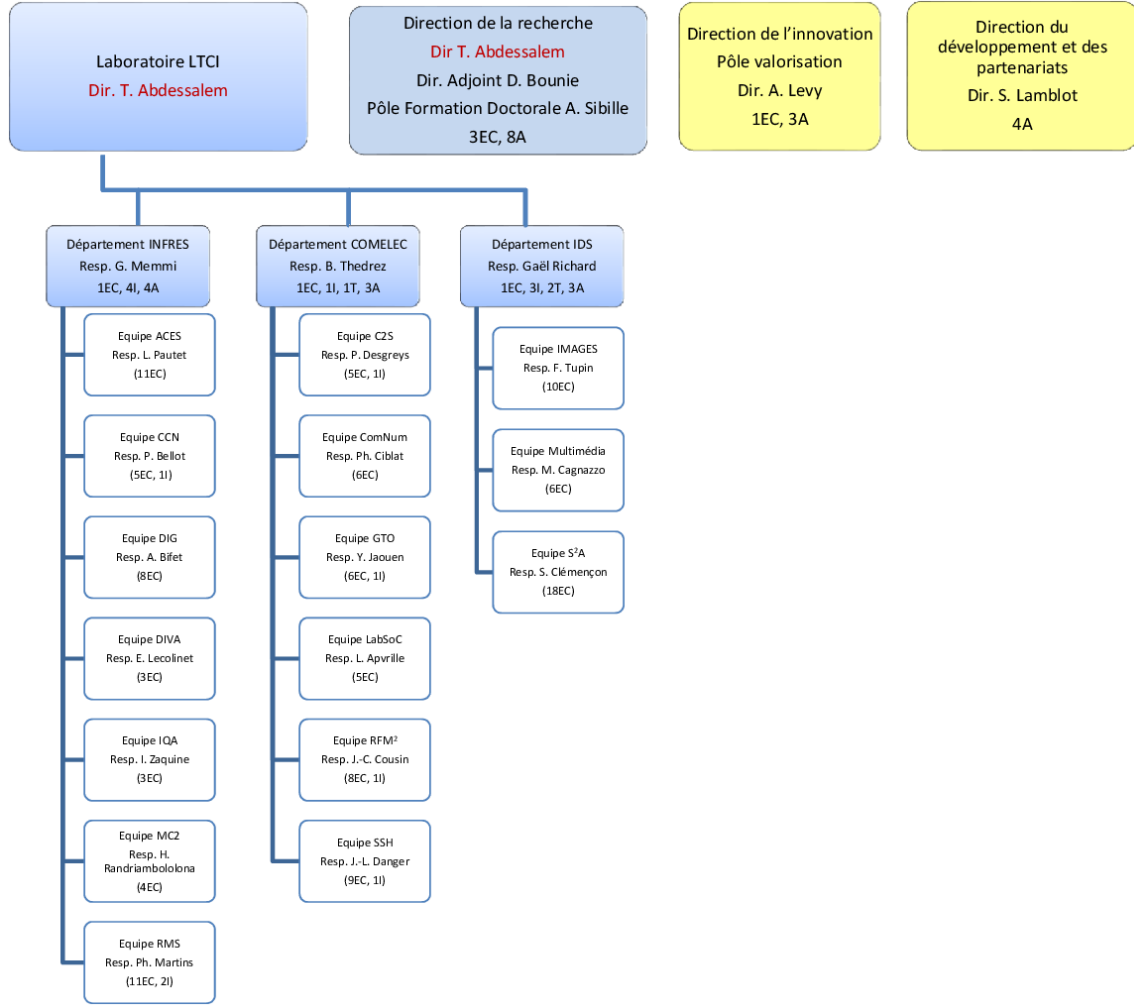 Laboratoire LTCI
Dir. T. Abdessalem
Direction de la recherche
Dir T. Abdessalem
Dir. Adjoint D. Bounie
Pôle Formation Doctorale A. Sibille
3EC, 8A
Direction de l’innovation
Pôle valorisation
Dir. A. Levy
1EC, 3A
Direction du
développement et des
partenariats
Dir. S. Lamblot
4A
Département INFRES
Resp. G. Memmi
1EC, 4I, 4A
Equipe ACES
Resp. L. Pautet
(11EC)
Equipe CCN
Resp. P. Bellot
(5EC, 1I)
Equipe DIG
Resp. A. Bifet
(8EC)
Equipe DIVA
Resp. E. Lecolinet
(3EC)
Equipe IQA
Resp. I. Zaquine
(3EC)
Equipe MC2
Resp. H.
Randriambololona
(4EC)
Equipe RMS
Resp. Ph. Martins
(11EC, 2I)
Département COMELEC
Resp. B. Thedrez
1EC, 1I, 1T, 3A
Equipe C2S
Resp. P. Desgreys
(5EC, 1I)
Equipe ComNum
Resp. Ph. Ciblat
(6EC)
Equipe GTO
Resp. Y. Jaouen
(6EC, 1I)
Equipe LabSoC
Resp. L. Apvrille
(5EC)
Equipe RFM²
Resp. J.-C. Cousin
(8EC, 1I)
Equipe SSH
Resp. J.-L. Danger
(9EC, 1I)
Département IDS
Resp. Gaël Richard
1EC, 3I, 2T, 3A
Equipe IMAGES
Resp. F. Tupin
(10EC)
Equipe Multimédia
Resp. M. Cagnazzo
(6EC)
Equipe S²A
Resp. S. Clémençon
(18EC)